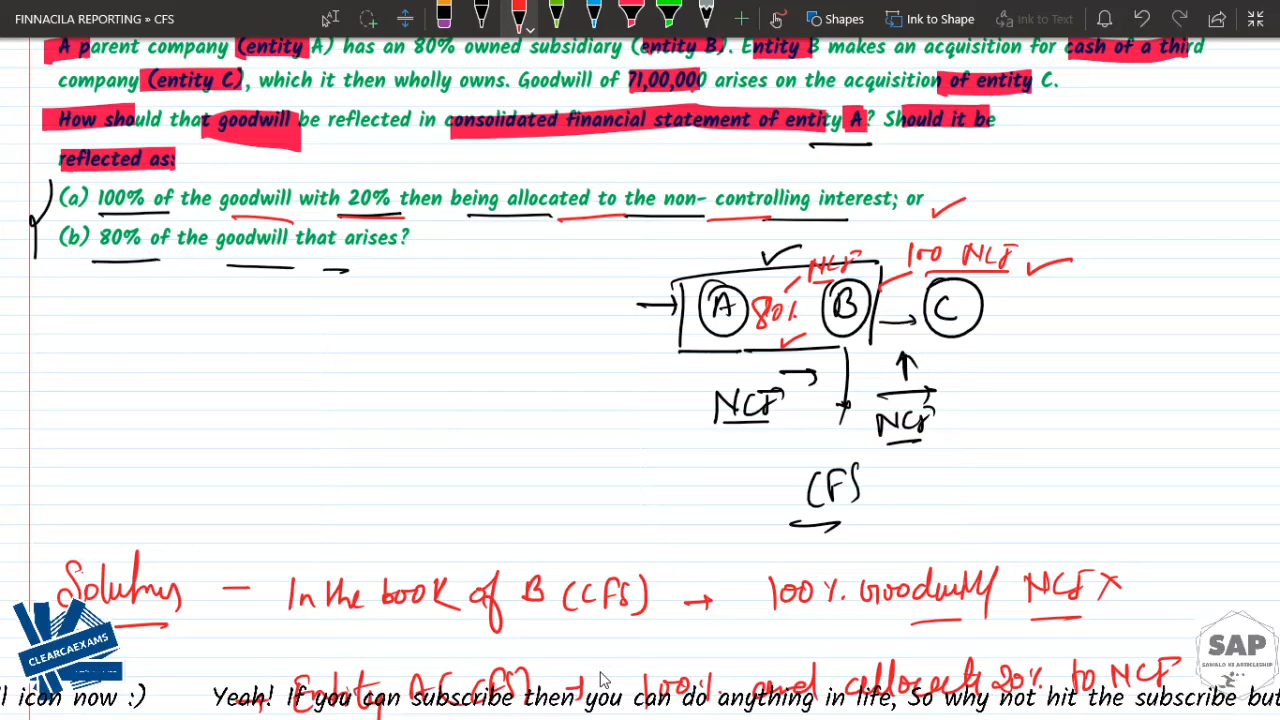 FINNACILA REPORTING » CFS
Shapes
Ink to Shape
Ink to Text
A parent company (entity A) has an 80% owned subsidiary (entity B). Entity B makes an acquisition for cash of a third
company (entity C), which it then wholly owns. Goodwill of 71,00,000 arises on the acquisition of entity C.
How should that goodwill be reflected in consolidated financial statement of entity A? Should it be
reflected as:
(a) 100% of the goodwill with 20% then being allocated to the non- controlling interest; or
(b) 80% of the goodwill that arises?
NCI 100 NCI
A 80% B C
NCI NCI
CFS
Solution – In the book of B (CFS) → 100% Goodwill NCI X
→ Entity A (CFS) → 100% and allocate 20% to NCI
CLEARCAEXAMS
SAP
SAWALO KE ARTICLESHIP
l icon now :) Yeah! If you can subscribe then you can do anything in life, So why not hit the subscribe but